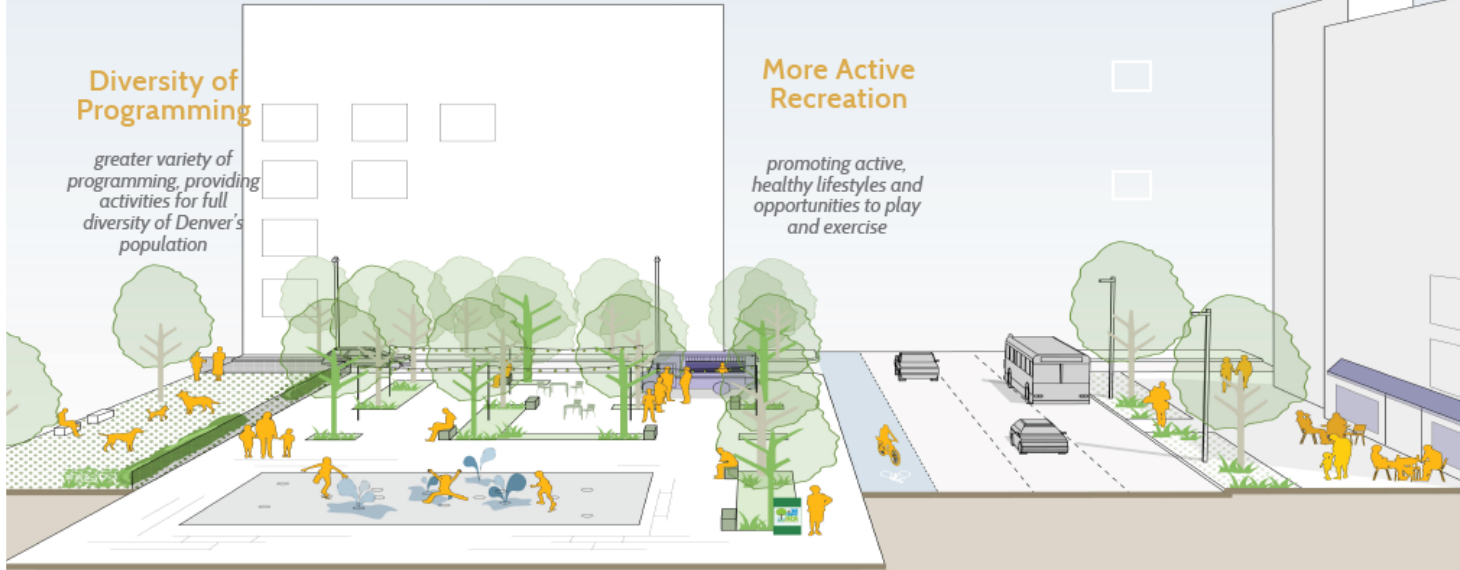 Diversity of
Programming
greater variety of
programming, providing
activities for full
diversity of Denver's
population
More Active
Recreation
promoting active,
healthy lifestyles and
opportunities to play
and exercise